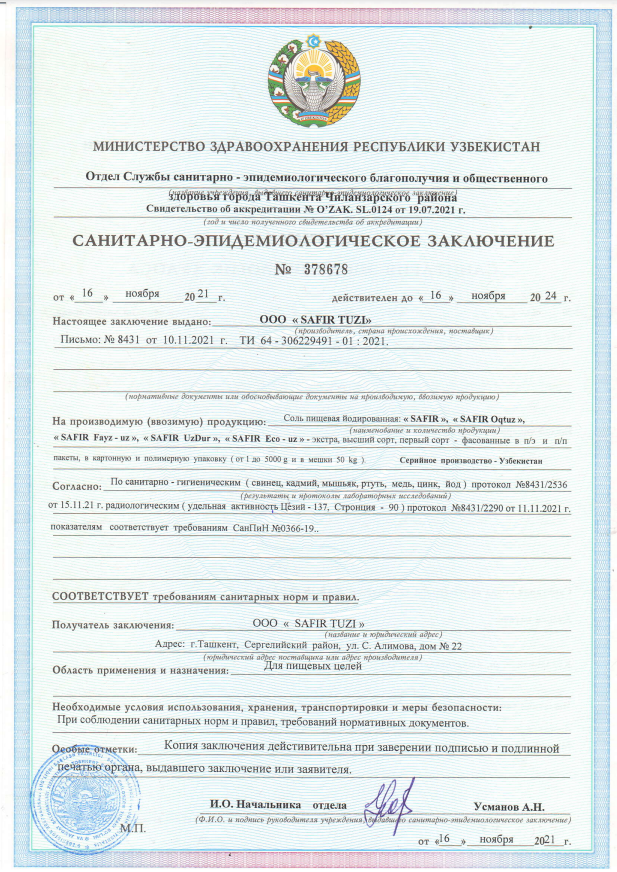 МИНИСТЕРСТВО ЗДРАВООХРАНЕНИЯ РЕСПУБЛИКИ УЗБЕКИСТАН
Отдел Службы санитарно - эпидемиологического благополучия и общественного
(название учреждения, выдавшего санитарно-эпидемиологическое заключение)
здоровья города Ташкента Чиланзарского района
Свидетельство об аккредитации № O’ZAK. SL.0124 от 19.07.2021 г.
(год и число полученного свидетельства об аккредитации)
САНИТАРНО-ЭПИДЕМИОЛОГИЧЕСКОЕ ЗАКЛЮЧЕНИЕ
№ 378678
от « 16 » ноября 20 21 г. действителен до « 16 » ноября 20 24 г.
Настоящее заключение выдано: ООО « SAFIR TUZI»
(производитель, страна происхождения, поставщик)
Письмо: № 8431 от 10.11.2021 г. ТИ 64 - 306229491 - 01 : 2021.
(нормативные документы или обосновывающие документы на производимую, ввозимую продукцию)
На производимую (ввозимую) продукцию: Соль пищевая йодированная: « SAFIR », « SAFIR Oqtuz »,
(наименование и количество продукции)
« SAFIR Fayz - uz », « SAFIR UzDur », « SAFIR Eco - uz » - экстра, высший сорт, первый сорт - фасованные в п/э и п/п
пакеты, в картонную и полимерную упаковку ( от 1 до 5000 g и в мешки 50 kg ). Серийное производство - Узбекистан
Согласно: По санитарно - гигиеническим ( свинец, кадмий, мышьяк, ртуть, медь, цинк, йод ) протокол №8431/2536
(результаты и протоколы лабораторных исследований)
от 15.11.21 г. радиологическим ( удельная активность Цезий - 137, Стронция - 90 ) протокол №8431/2290 от 11.11.2021 г.
показателям соответствует требованиям СанПиН №0366-19..
СООТВЕТСТВУЕТ требованиям санитарных норм и правил.
Получатель заключения: ООО « SAFIR TUZI »
(название и юридический адрес)
Адрес: г.Ташкент, Сергелийский район, ул. С. Алимова, дом № 22
(юридический адрес поставщика или адрес производителя)
Область применения и назначения: Для пищевых целей
Необходимые условия использования, хранения, транспортировки и меры безопасности:
При соблюдении санитарных норм и правил, требований нормативных документов.
Особые отметки: Копия заключения действительна при заверении подписью и подлинной
печатью органа, выдавшего заключение или заявителя.
И.О. Начальника отдела Усманов А.Н.
(Ф.И.О. и подпись руководителя учреждения, выдавшего санитарно-эпидемиологическое заключение)
М.П.
от «16 » ноября 2021 г.